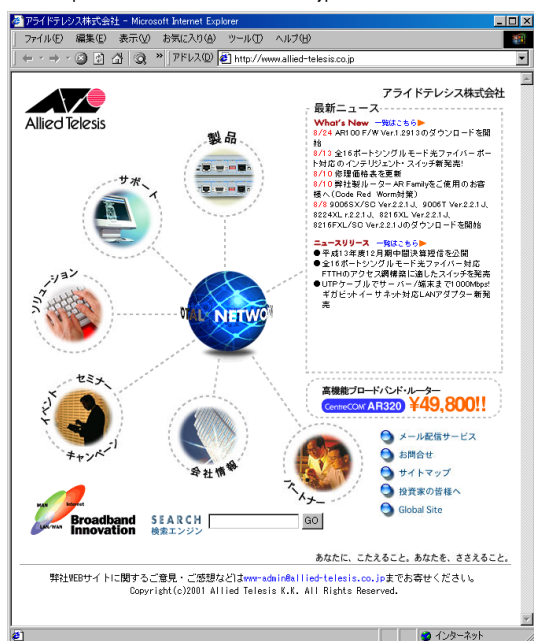 アライドテレシス株式会社 - Microsoft Internet Explorer
ファイル(F) 編集(E) 表示(V) お気に入り(A) ツール(T) ヘルプ(H)
アドレス(D) http://www.allied-telesis.co.jp
アライドテレシス株式会社
Allied Telesis
最新ニュース
What's New 一覧はこちら
8/24 AR100 F/W Ver.1.2913のダウンロードを開
始
8/13 全16ポートシングルモード光ファイバーポー
ト対応のインテリジェント・スイッチ新発売!
8/10 修理価格表を更新
8/10 弊社製ルーター AR Familyをご使用のお客
様へ(Code Red Worm対策)
8/8 9006SX/SC Ver.2.2.1J、9006T Ver.2.2.1J、
8224XL r.2.2.1J、8216XL Ver.2.2.1J、
8216FXL/SC Ver.2.2.1Jのダウンロードを開始
ニュースリリース 一覧はこちら
●平成13年度12月期中間決算短信を公開
●全16ポートシングルモード光ファイバー対応
FTTHのアクセス網構築に適したスイッチを発売
●UTPケーブルでサーバー/端末まで1000Mbps!
ギガビットイーサネット対応LANアダプター新発
売
製品
サポート
ソリューション
TOTAL NETWO
イベント セミナー
キャンペーン
会社情報
パートナー
高機能ブロードバンド・ルーター
CentreCOM AR320 ¥49,800!!
メール配信サービス
お問合せ
サイトマップ
投資家の皆様へ
Global Site
MAN Internet
LAN/WAN
Broadband
Innovation
SEARCH
検索エンジン
GO
あなたに、こたえること。あなたを、ささえること。
弊社WEBサイトに関するご意見・ご感想などはwww-admin@allied-telesis.co.jpまでお寄せください。
Copyright(c)2001 Allied Telesis K.K. All Rights Reserved.
インターネット